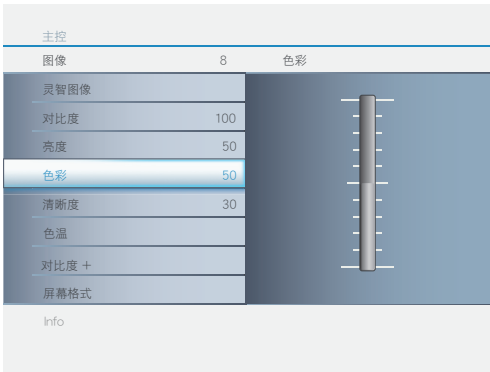 主控
图像 8 色彩
灵智图像
对比度 100
亮度 50
色彩 50
清晰度 30
色温
对比度 +
屏幕格式
Info